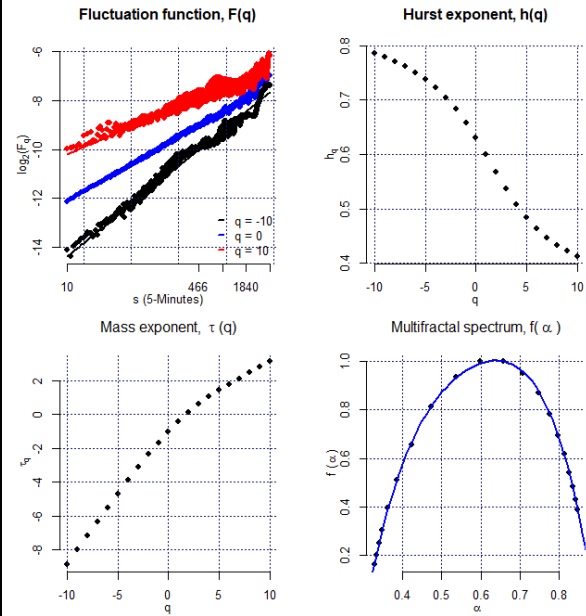 Fluctuation function, F(q)
log2(Fq)
-6
-8
-10
-12
-14
q = -10
q = 0
q = 10
10 466 1840
s (5-Minutes)
Hurst exponent, h(q)
hq
0.8
0.7
0.6
0.5
0.4
-10 -5 0 5 10
q
Mass exponent, τ (q)
τq
2
0
-2
-4
-6
-8
-10 -5 0 5 10
q
Multifractal spectrum, f( α )
f (α)
1.0
0.8
0.6
0.4
0.2
0.4 0.5 0.6 0.7 0.8
α